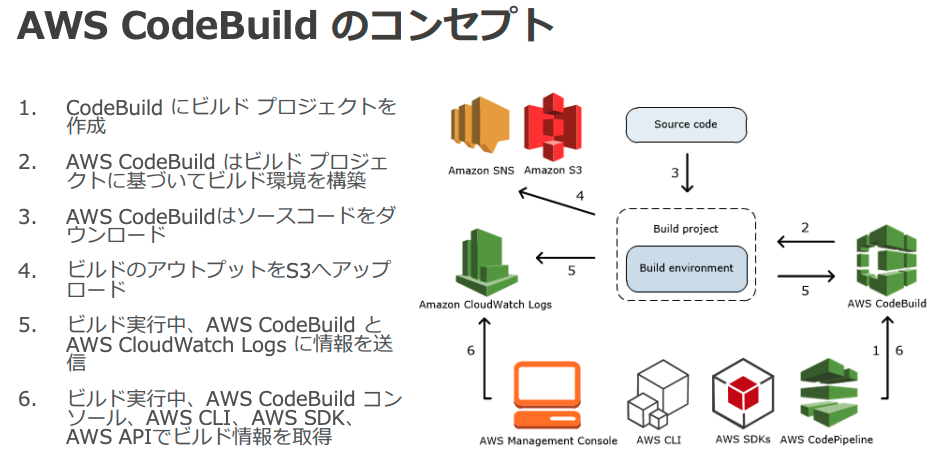 AWS CodeBuild のコンセプト
1. CodeBuild にビルド プロジェクトを
作成
2. AWS CodeBuild はビルド プロジェ
クトに基づいてビルド環境を構築
3. AWS CodeBuildはソースコードをダ
ウンロード
4. ビルドのアウトプットをS3へアップ
ロード
5. ビルド実行中、AWS CodeBuild と
AWS CloudWatch Logs に情報を送
信
6. ビルド実行中、AWS CodeBuild コン
ソール、AWS CLI、AWS SDK、
AWS APIでビルド情報を取得
Source code
Amazon SNS
Amazon S3
3
4
Build project
2
Build environment
5
5
Amazon CloudWatch Logs
AWS CodeBuild
6
1
6
AWS Management Console
AWS CLI
AWS SDKs
AWS CodePipeline